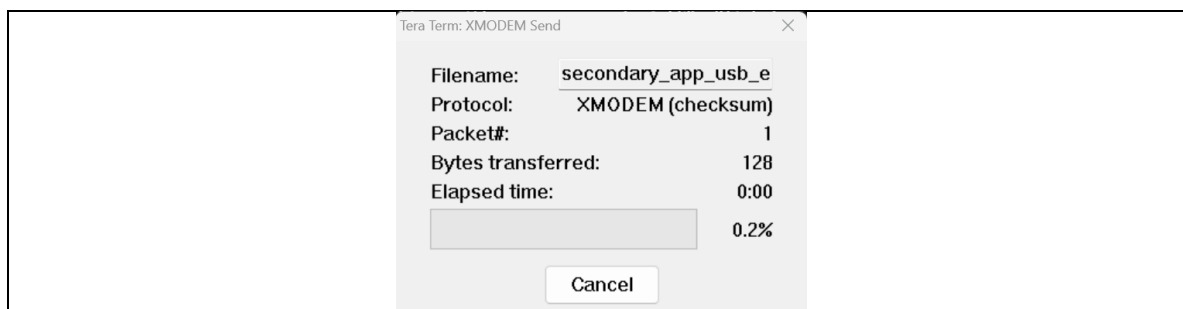 Tera Term: XMODEM Send
Filename: secondary_app_usb_e
Protocol: XMODEM (checksum)
Packet#: 1
Bytes transferred: 128
Elapsed time: 0:00
0.2%
Cancel